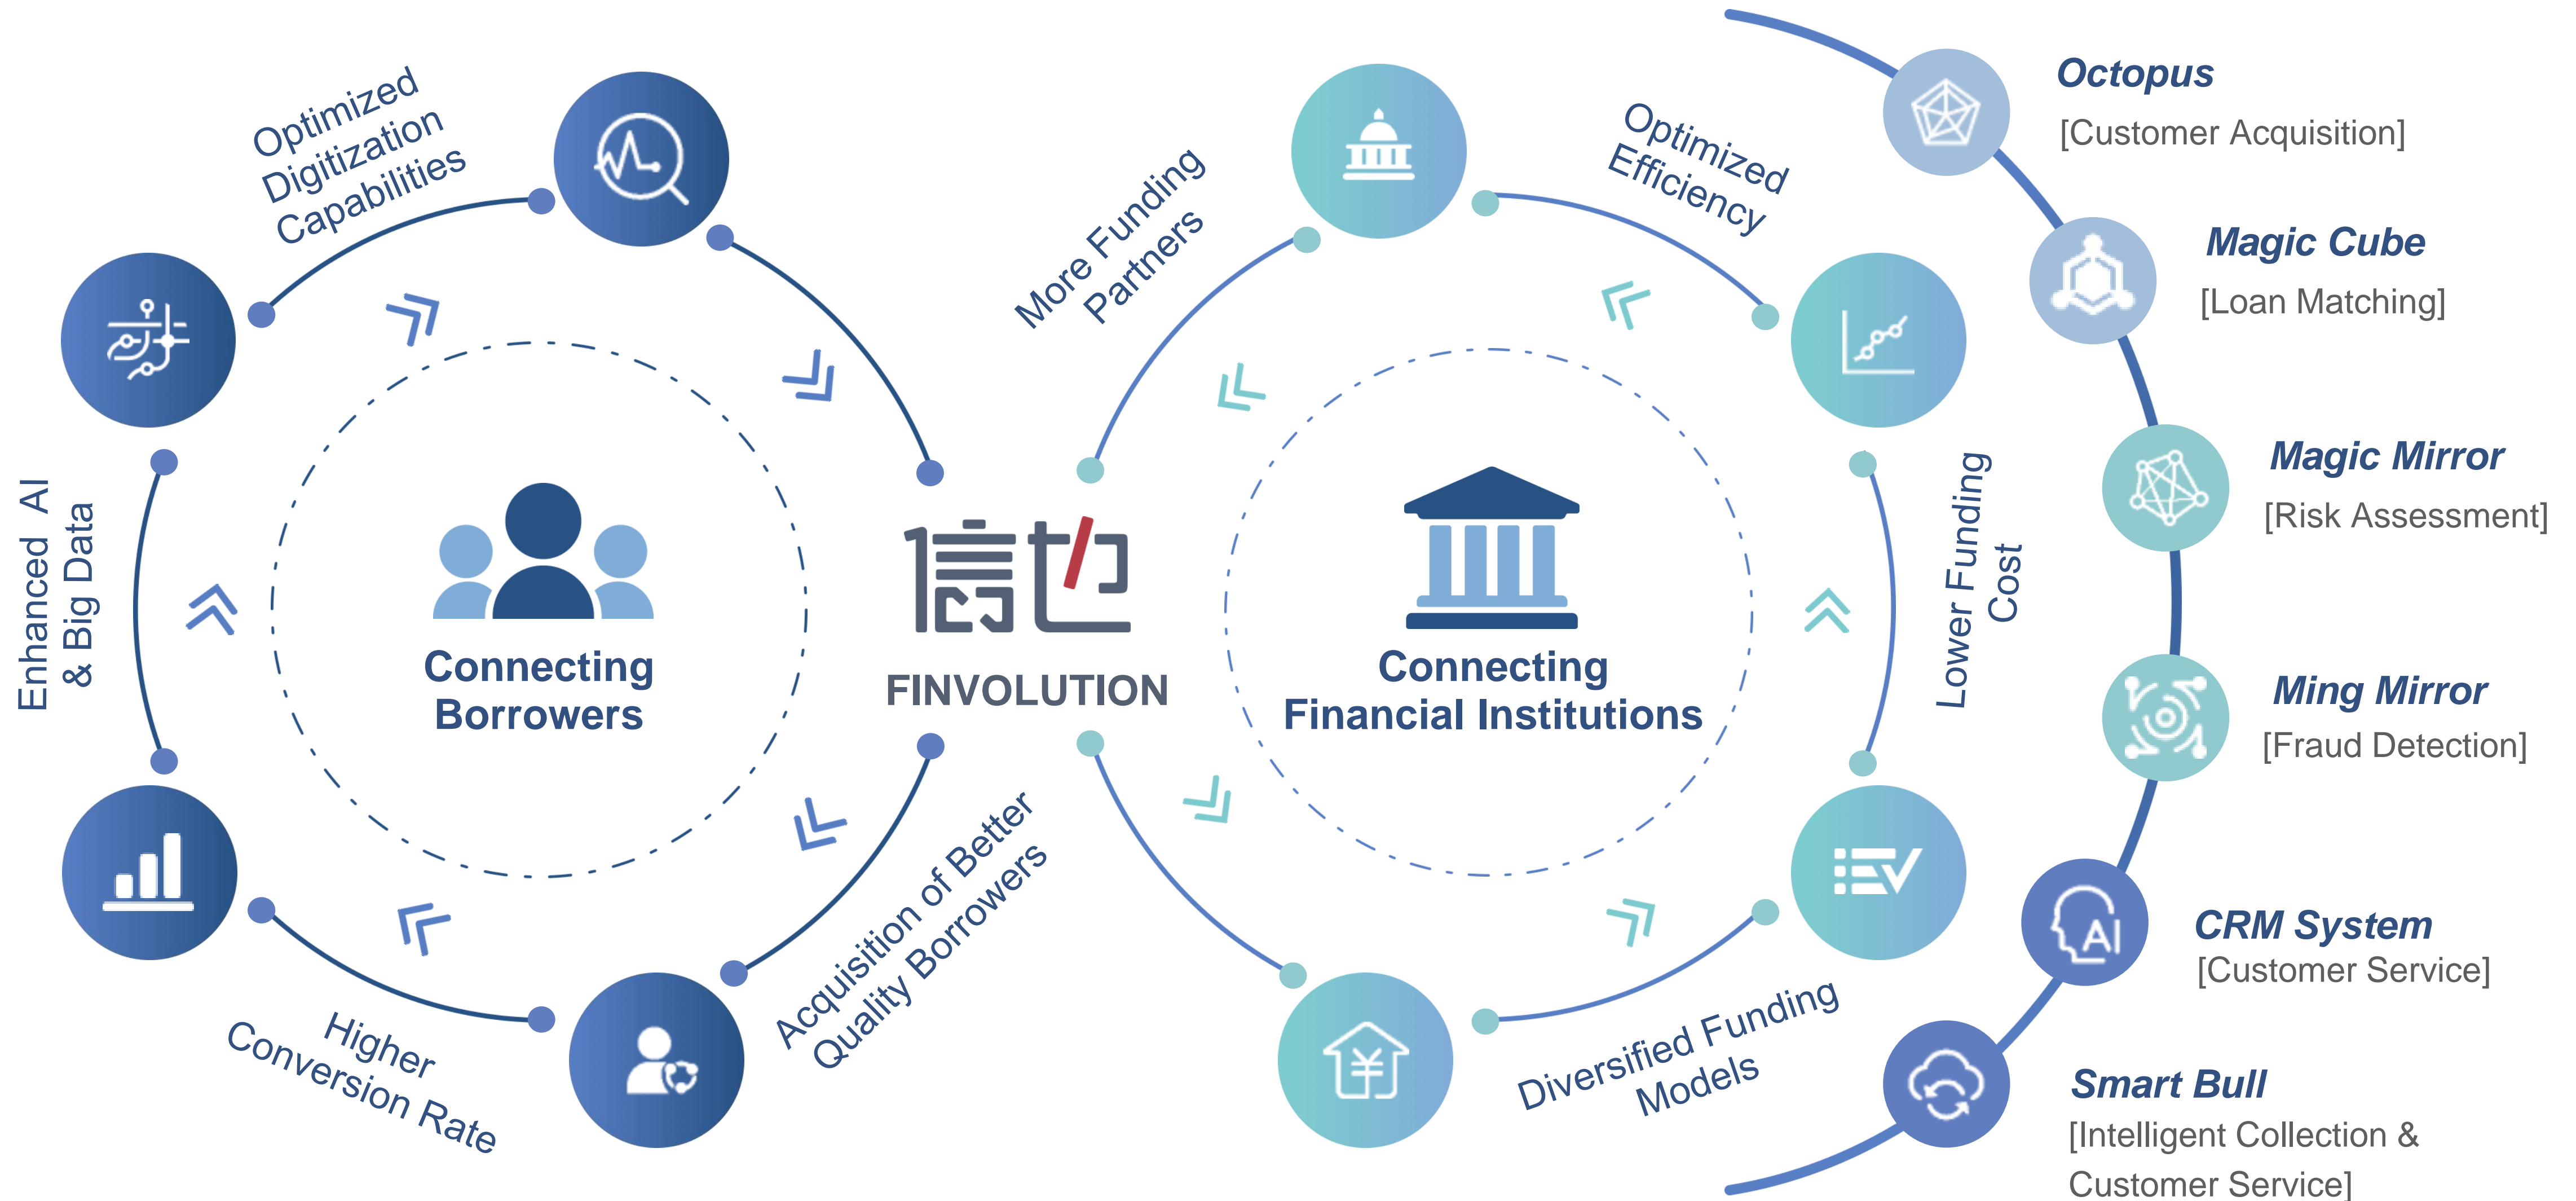 Optimized
Digitization
Capabilities
Enhanced AI
& Big Data
Higher
Conversion Rate
Acquisition of Better
Quality Borrowers
Connecting
Borrowers
信也
FINVOLUTION
More Funding
Partners
Optimized
Efficiency
Lower Funding
Cost
Diversified Funding
Models
Connecting
Financial Institutions
¥
AI
Octopus
[Customer Acquisition]
Magic Cube
[Loan Matching]
Magic Mirror
[Risk Assessment]
Ming Mirror
[Fraud Detection]
CRM System
[Customer Service]
Smart Bull
[Intelligent Collection &
Customer Service]